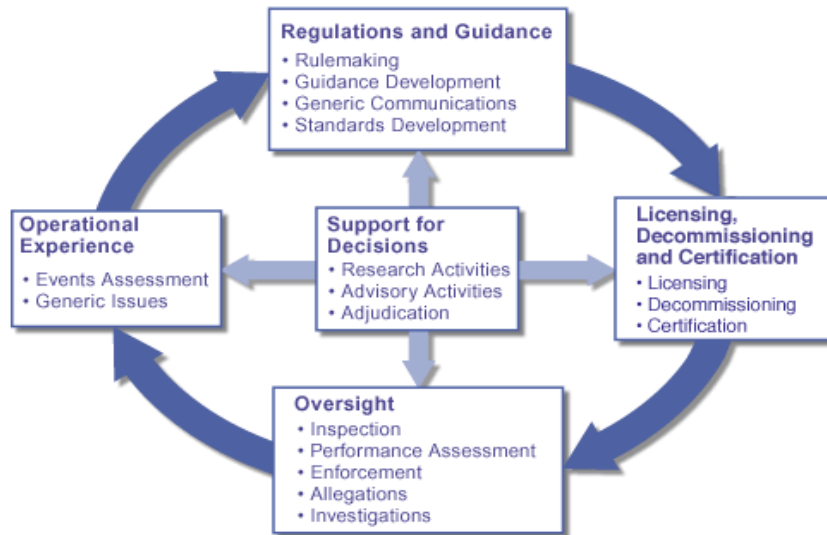 Regulations and Guidance
• Rulemaking
• Guidance Development
• Generic Communications
• Standards Development
Operational
Experience
• Events Assessment
• Generic Issues
Support for
Decisions
• Research Activities
• Advisory Activities
• Adjudication
Licensing,
Decommissioning
and Certification
• Licensing
• Decommissioning
• Certification
Oversight
• Inspection
• Performance Assessment
• Enforcement
• Allegations
• Investigations